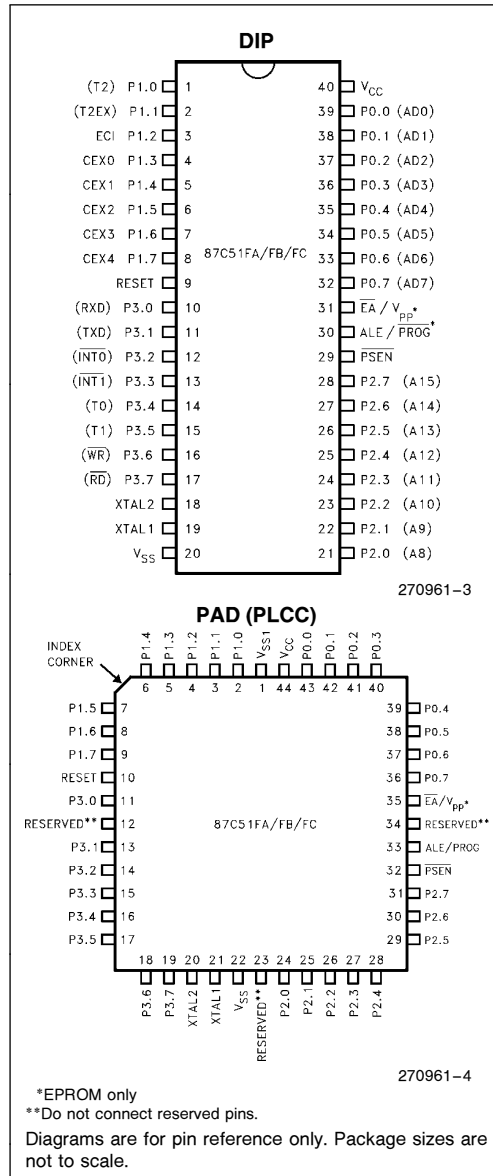 DIP
(T2) P1.0 1 40 VCC
(T2EX) P1.1 2 39 P0.0 (AD0)
ECI P1.2 3 38 P0.1 (AD1)
CEX0 P1.3 4 37 P0.2 (AD2)
CEX1 P1.4 5 36 P0.3 (AD3)
CEX2 P1.5 6 35 P0.4 (AD4)
CEX3 P1.6 7 34 P0.5 (AD5)
87C51FA/FB/FC
CEX4 P1.7 8 33 P0.6 (AD6)
RESET 9 32 P0.7 (AD7)
(RXD) P3.0 10 31 E̅A̅ / VPP*
(TXD) P3.1 11 30 ALE / P̅R̅O̅G̅*
(I̅N̅T̅0̅) P3.2 12 29 P̅S̅E̅N̅
(I̅N̅T̅1̅) P3.3 13 28 P2.7 (A15)
(T0) P3.4 14 27 P2.6 (A14)
(T1) P3.5 15 26 P2.5 (A13)
(W̅R̅) P3.6 16 25 P2.4 (A12)
(R̅D̅) P3.7 17 24 P2.3 (A11)
XTAL2 18 23 P2.2 (A10)
XTAL1 19 22 P2.1 (A9)
VSS 20 21 P2.0 (A8)
270961–3
PAD (PLCC)
INDEX
CORNER
P1.4 P1.3 P1.2 P1.1 P1.0 VSS1 VCC P0.0 P0.1 P0.2 P0.3
6 5 4 3 2 1 44 43 42 41 40
P1.5 7 39 P0.4
P1.6 8 38 P0.5
P1.7 9 37 P0.6
RESET 10 36 P0.7
P3.0 11 35 E̅A̅/VPP*
RESERVED** 12 87C51FA/FB/FC 34 RESERVED**
P3.1 13 33 ALE/PROG
P3.2 14 32 P̅S̅E̅N̅
P3.3 15 31 P2.7
P3.4 16 30 P2.6
P3.5 17 29 P2.5
18 19 20 21 22 23 24 25 26 27 28
P3.6 P3.7 XTAL2 XTAL1 VSS RESERVED** P2.0 P2.1 P2.2 P2.3 P2.4
270961–4
*EPROM only
**Do not connect reserved pins.
Diagrams are for pin reference only. Package sizes are
not to scale.